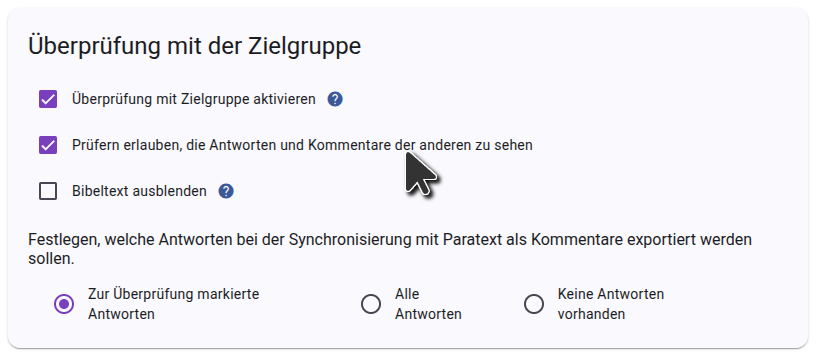 Überprüfung mit der Zielgruppe
Überprüfung mit Zielgruppe aktivieren
Prüfern erlauben, die Antworten und Kommentare der anderen zu sehen
Bibeltext ausblenden
Festlegen, welche Antworten bei der Synchronisierung mit Paratext als Kommentare exportiert werden
sollen.
Zur Überprüfung markierte
Antworten
Alle
Antworten
Keine Antworten
vorhanden